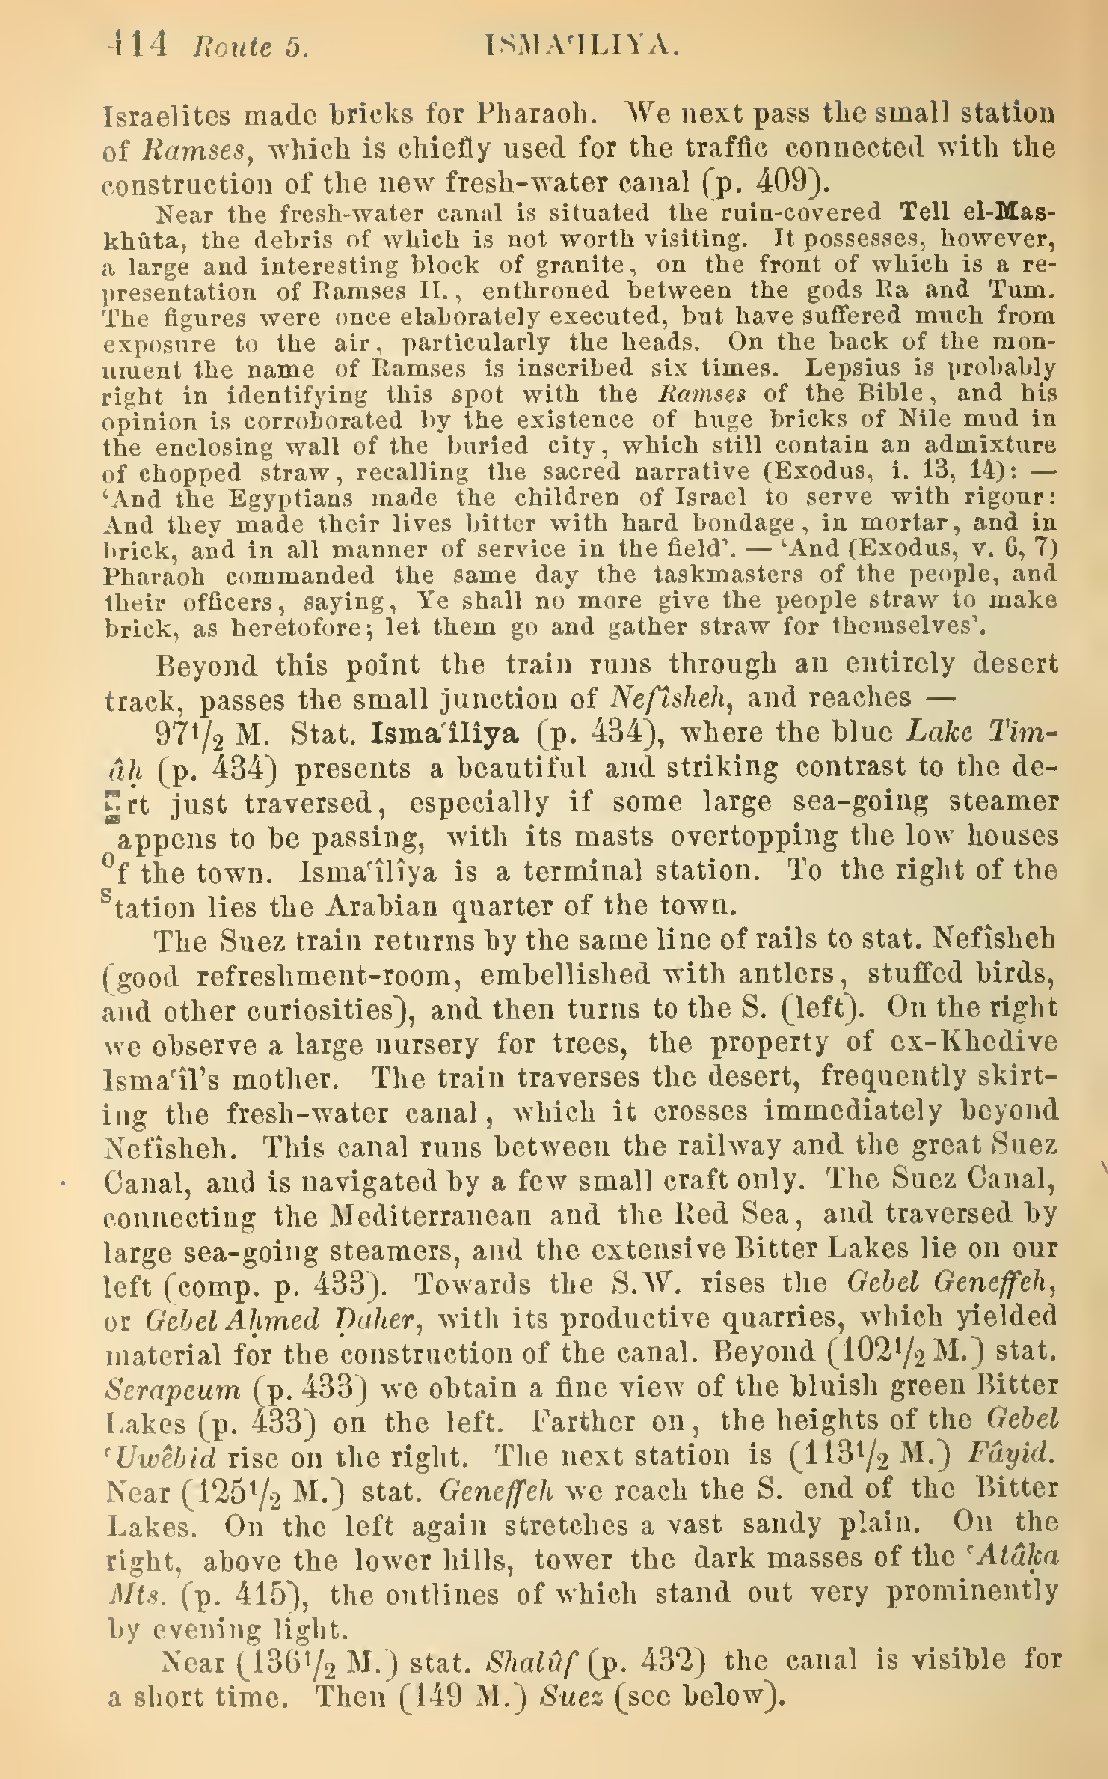 414 Route 5. ISMAʿILIYA.
Israelites made bricks for Pharaoh. We next pass the small station
of Ramses, which is chiefly used for the traffic connected with the
construction of the new fresh-water canal (p. 409).
Near the fresh-water canal is situated the ruin-covered Tell el-Mas-
khûta, the debris of which is not worth visiting. It possesses, however,
a large and interesting block of granite, on the front of which is a re-
presentation of Ramses II., enthroned between the gods Ra and Tum.
The figures were once elaborately executed, but have suffered much from
exposure to the air, particularly the heads. On the back of the mon-
ument the name of Ramses is inscribed six times. Lepsius is probably
right in identifying this spot with the Ramses of the Bible, and his
opinion is corroborated by the existence of huge bricks of Nile mud in
the enclosing wall of the buried city, which still contain an admixture
of chopped straw, recalling the sacred narrative (Exodus, i. 13, 14): —
‘And the Egyptians made the children of Israel to serve with rigour:
And they made their lives bitter with hard bondage, in mortar, and in
brick, and in all manner of service in the field’. — ‘And (Exodus, v. 6, 7)
Pharaoh commanded the same day the taskmasters of the people, and
their officers, saying, Ye shall no more give the people straw to make
brick, as heretofore; let them go and gather straw for themselves’.
Beyond this point the train runs through an entirely desert
track, passes the small junction of Nefîsheh, and reaches —
97½ M. Stat. Ismaʿîlîya (p. 434), where the blue Lake Tim-
âḥ (p. 434) presents a beautiful and striking contrast to the de-
rt just traversed, especially if some large sea-going steamer
appens to be passing, with its masts overtopping the low houses
of the town. Ismaʿîlîya is a terminal station. To the right of the
station lies the Arabian quarter of the town.
The Suez train returns by the same line of rails to stat. Nefîsheh
(good refreshment-room, embellished with antlers, stuffed birds,
and other curiosities), and then turns to the S. (left). On the right
we observe a large nursery for trees, the property of ex-Khedive
Ismaʿîl’s mother. The train traverses the desert, frequently skirt-
ing the fresh-water canal, which it crosses immediately beyond
Nefîsheh. This canal runs between the railway and the great Suez
Canal, and is navigated by a few small craft only. The Suez Canal,
connecting the Mediterranean and the Red Sea, and traversed by
large sea-going steamers, and the extensive Bitter Lakes lie on our
left (comp. p. 433). Towards the S.W. rises the Gebel Geneffeh,
or Gebel Aḥmed Ḍaher, with its productive quarries, which yielded
material for the construction of the canal. Beyond (102½ M.) stat.
Serapeum (p. 433) we obtain a fine view of the bluish green Bitter
Lakes (p. 433) on the left. Farther on, the heights of the Gebel
ʿUwêbid rise on the right. The next station is (113½ M.) Fâyid.
Near (125½ M.) stat. Geneffeh we reach the S. end of the Bitter
Lakes. On the left again stretches a vast sandy plain. On the
right, above the lower hills, tower the dark masses of the ʿAtâḳa
Mts. (p. 415), the outlines of which stand out very prominently
by evening light.
Near (136½ M.) stat. Shalûf (p. 432) the canal is visible for
a short time. Then (149 M.) Suez (see below).